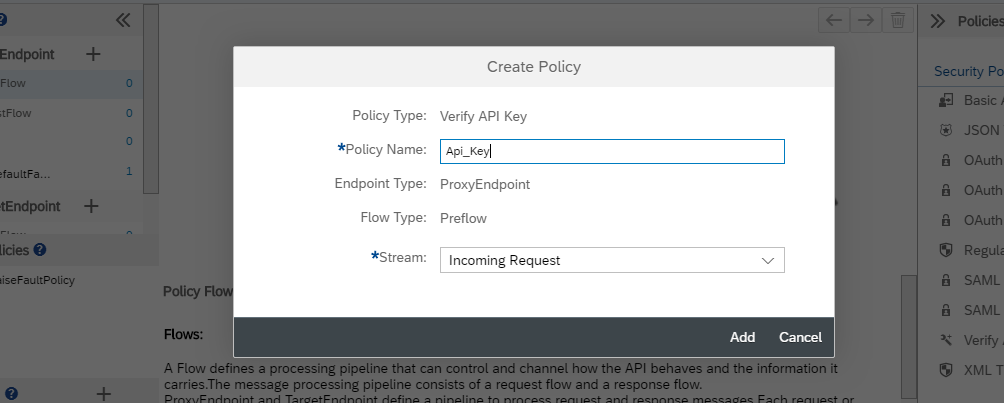 Endpoint
Flow 0
tFlow 0
0
efaultFa... 1
tEndpoint
licies
iseFaultPolicy
Create Policy
Policy Type: Verify API Key
*Policy Name: Api_Key
Endpoint Type: ProxyEndpoint
Flow Type: Preflow
*Stream: Incoming Request
Add Cancel
Policy Flow
Flows:
A Flow defines a processing pipeline that can control and channel how the API behaves and the information it
carries.The message processing pipeline consists of a request flow and a response flow.
ProxyEndpoint and TargetEndpoint define a pipeline to process request and response messages.Each request or
Policies
Security Po
Basic A
JSON
OAuth
OAuth
OAuth
Regula
SAML
SAML
Verify A
XML T